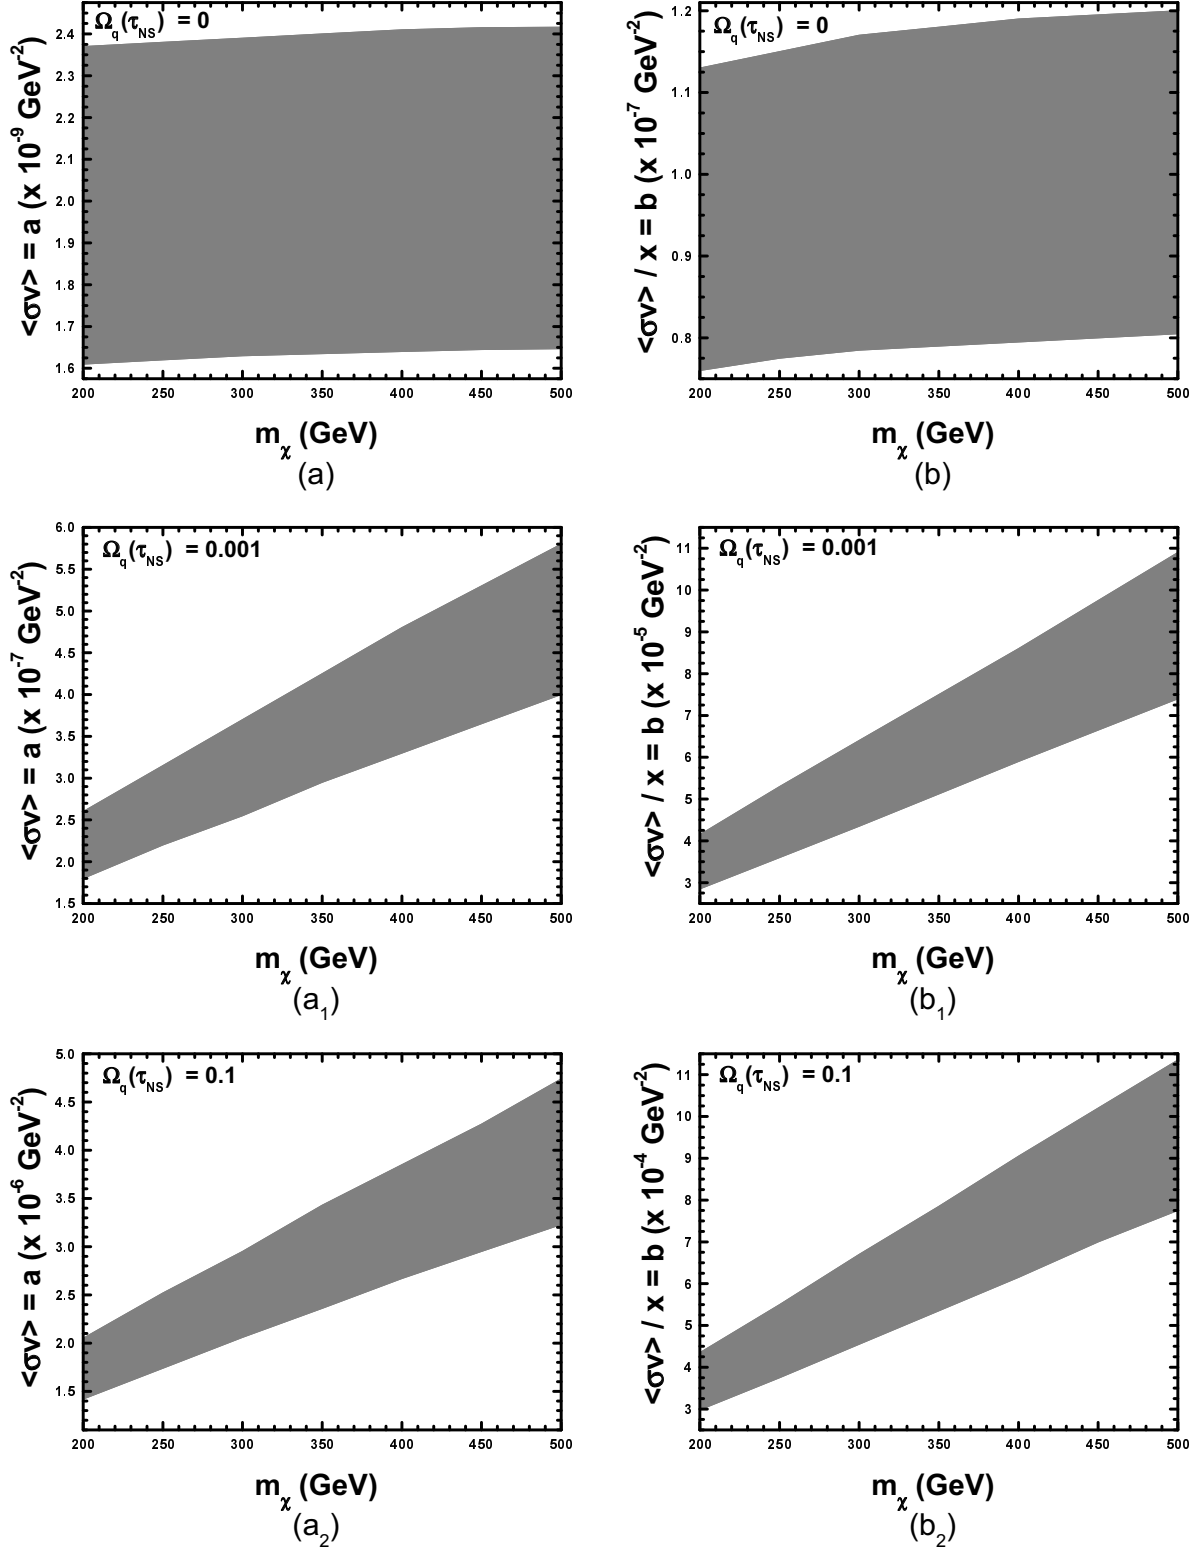 Ω_q(τ_NS) = 0
<σv> = a (x 10^-9 GeV^-2)
2.4
2.3
2.2
2.1
2.0
1.9
1.8
1.7
1.6
200 250 300 350 400 450 500
m_χ (GeV)
(a)
Ω_q(τ_NS) = 0
<σv> / x = b (x 10^-7 GeV^-2)
1.2
1.1
1.0
0.9
0.8
200 250 300 350 400 450 500
m_χ (GeV)
(b)
Ω_q(τ_NS) = 0.001
<σv> = a (x 10^-7 GeV^-2)
6.0
5.5
5.0
4.5
4.0
3.5
3.0
2.5
2.0
1.5
200 250 300 350 400 450 500
m_χ (GeV)
(a_1)
Ω_q(τ_NS) = 0.001
<σv> / x = b (x 10^-5 GeV^-2)
11
10
9
8
7
6
5
4
3
200 250 300 350 400 450 500
m_χ (GeV)
(b_1)
Ω_q(τ_NS) = 0.1
<σv> = a (x 10^-6 GeV^-2)
5.0
4.5
4.0
3.5
3.0
2.5
2.0
1.5
200 250 300 350 400 450 500
m_χ (GeV)
(a_2)
Ω_q(τ_NS) = 0.1
<σv> / x = b (x 10^-4 GeV^-2)
11
10
9
8
7
6
5
4
3
200 250 300 350 400 450 500
m_χ (GeV)
(b_2)